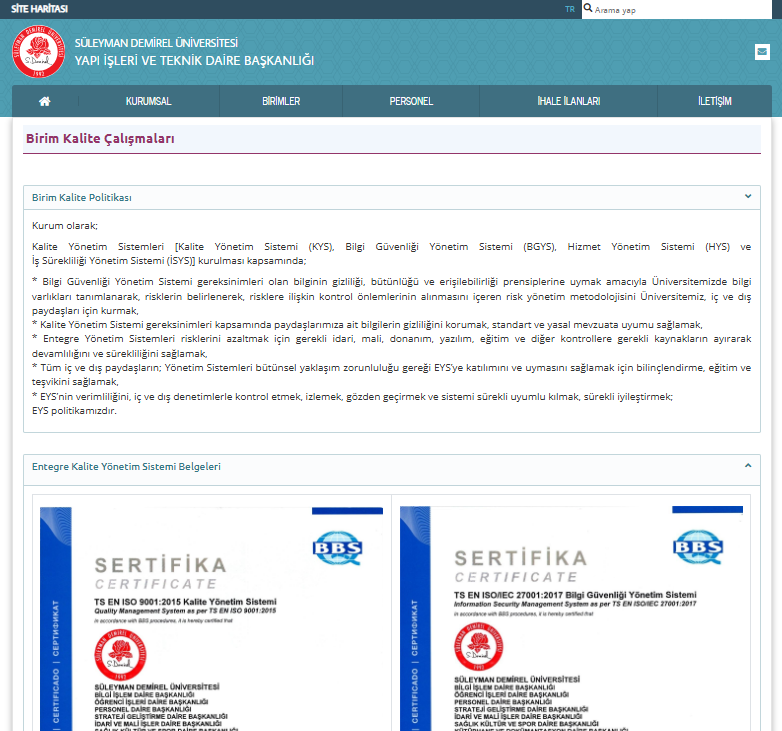 SİTE HARİTASI
TR
Arama yap
SÜLEYMAN DEMİREL ÜNİVERSİTESİ
YAPI İŞLERİ VE TEKNİK DAİRE BAŞKANLIĞI
KURUMSAL BİRİMLER PERSONEL İHALE İLANLARI İLETİŞİM
Birim Kalite Çalışmaları
Birim Kalite Politikası
Kurum olarak;
Kalite Yönetim Sistemleri [Kalite Yönetim Sistemi (KYS), Bilgi Güvenliği Yönetim Sistemi (BGYS), Hizmet Yönetim Sistemi (HYS) ve
İş Sürekliliği Yönetim Sistemi (İSYS)] kurulması kapsamında;
* Bilgi Güvenliği Yönetim Sistemi gereksinimleri olan bilginin gizliliği, bütünlüğü ve erişilebilirliği prensiplerine uymak amacıyla Üniversitemizde bilgi
varlıkları tanımlanarak, risklerin belirlenerek, risklere ilişkin kontrol önlemlerinin alınmasını içeren risk yönetim metodolojisini Üniversitemiz, iç ve dış
paydaşları için kurmak,
* Kalite Yönetim Sistemi gereksinimleri kapsamında paydaşlarımıza ait bilgilerin gizliliğini korumak, standart ve yasal mevzuata uyumu sağlamak,
* Entegre Yönetim Sistemleri risklerini azaltmak için gerekli idari, mali, donanım, yazılım, eğitim ve diğer kontrollere gerekli kaynakların ayırarak
devamlılığını ve sürekliliğini sağlamak,
* Tüm iç ve dış paydaşların; Yönetim Sistemleri bütünsel yaklaşım zorunluluğu gereği EYS'ye katılımını ve uymasını sağlamak için bilinçlendirme, eğitim ve
teşvikini sağlamak,
* EYS'nin verimliliğini, iç ve dış denetimlerle kontrol etmek, izlemek, gözden geçirmek ve sistemi sürekli uyumlu kılmak, sürekli iyileştirmek;
EYS politikamızdır.
Entegre Kalite Yönetim Sistemi Belgeleri
BBS
SERTİFİKA
CERTIFICATE
TS EN ISO 9001:2015 Kalite Yönetim Sistemi
Quality Management System as per TS EN ISO 9001:2015
In accordance with BBS procedures, it is hereby certified that
SÜLEYMAN DEMİREL ÜNİVERSİTESİ
BİLGİ İŞLEM DAİRE BAŞKANLIĞI
ÖĞRENCİ İŞLERİ DAİRE BAŞKANLIĞI
PERSONEL DAİRE BAŞKANLIĞI
STRATEJİ GELİŞTİRME DAİRE BAŞKANLIĞI
İDARİ VE MALİ İŞLER DAİRE BAŞKANLIĞI
SAĞLIK KÜLTÜR VE SPOR DAİRE BAŞKANLIĞI
CERTIFICADO | СЕРТИФИКАТ
BBS
SERTİFİKA
CERTIFICATE
TS EN ISO/IEC 27001:2017 Bilgi Güvenliği Yönetim Sistemi
Information Security Management System as per TS EN ISO/IEC 27001:2017
In accordance with BBS procedures, it is hereby certified that
SÜLEYMAN DEMİREL ÜNİVERSİTESİ
BİLGİ İŞLEM DAİRE BAŞKANLIĞI
ÖĞRENCİ İŞLERİ DAİRE BAŞKANLIĞI
PERSONEL DAİRE BAŞKANLIĞI
STRATEJİ GELİŞTİRME DAİRE BAŞKANLIĞI
İDARİ VE MALİ İŞLER DAİRE BAŞKANLIĞI
SAĞLIK KÜLTÜR VE SPOR DAİRE BAŞKANLIĞI
CERTIFICADO | СЕРТИФИКАТ